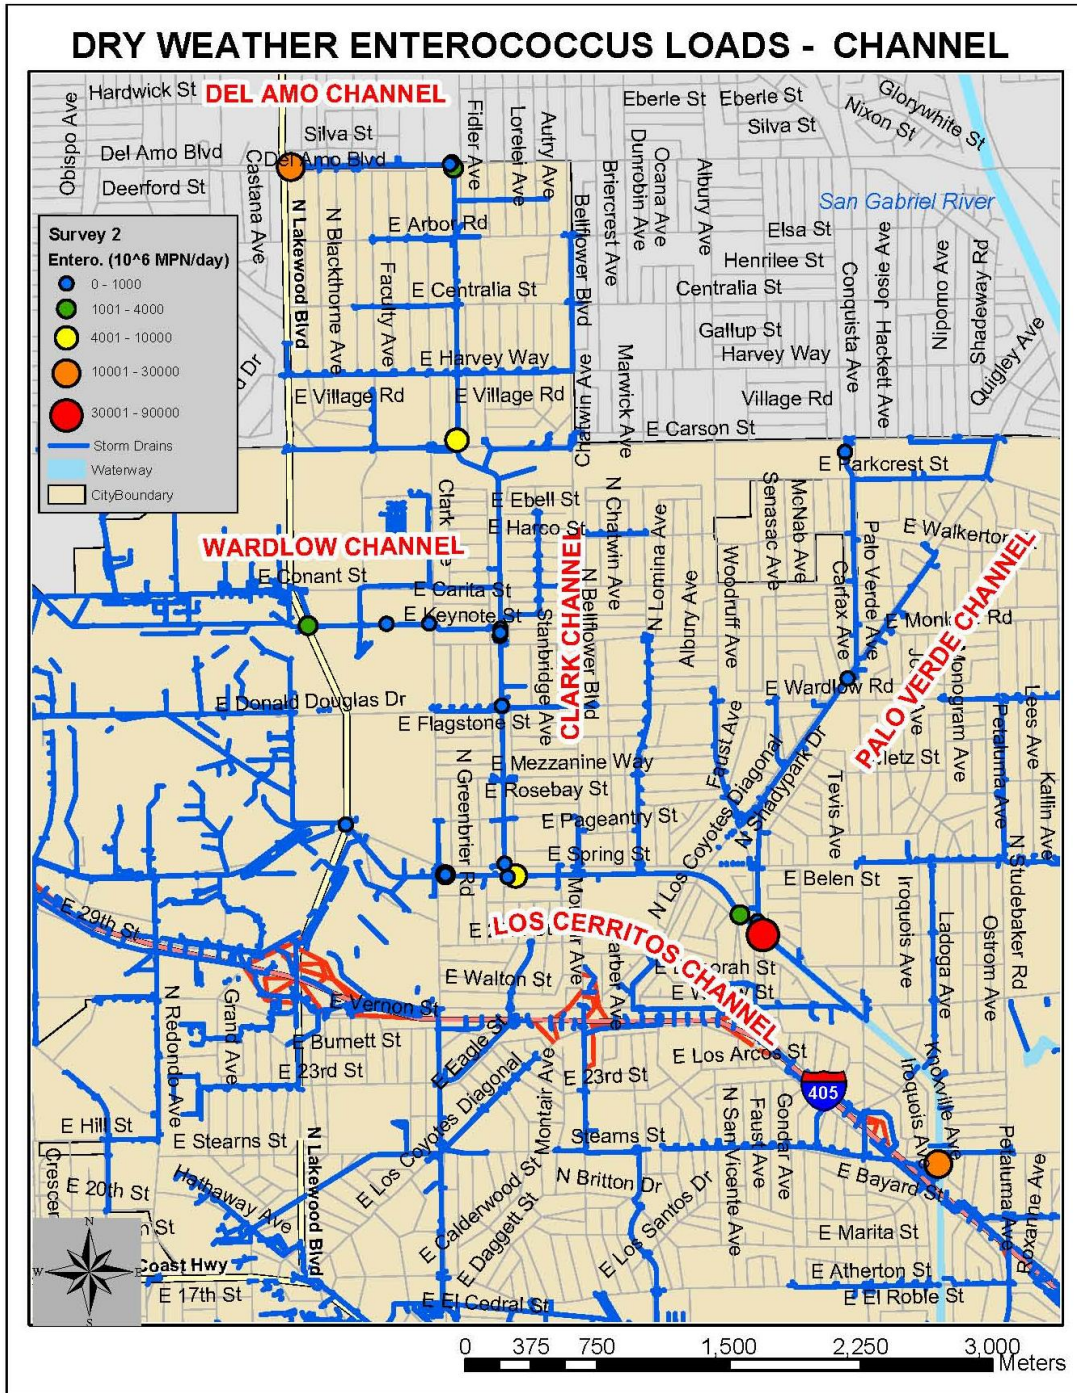 DRY WEATHER ENTEROCOCCUS LOADS - CHANNEL
Hardwick St
DEL AMO CHANNEL
Eberle St
Eberle St
Glorywhite St
Nixon St
Silva St
Silva St
Obispo Ave
Del Amo Blvd
Del Amo Blvd
Deerford St
Castana Ave
Fidler Ave
Lorelei Ave
Autry Ave
Dunrobin Ave
Ocana Ave
Albury Ave
Briercrest Ave
Bellflower Blvd
San Gabriel River
Survey 2
Entero. (10^6 MPN/day)
0 - 1000
1001 - 4000
4001 - 10000
10001 - 30000
30001 - 90000
Storm Drains
Waterway
CityBoundary
N Lakewood Blvd
N Blackthorne Ave
Faculty Ave
E Arbor Rd
E Centralia St
E Harvey Way
E Village Rd
E Village Rd
Elsa St
Henrilee St
Centralia St
Gallup St
Harvey Way
Village Rd
Conquista Ave
Josie Ave
Hackett Ave
Nipomo Ave
Shadeway Rd
Quigley Ave
Chatwin Ave
Marwick Ave
E Carson St
E Parkcrest St
Clark
E Ebell St
E Harco St
N Chatwin Ave
Senasac Ave
McNab Ave
E Walkerton
WARDLOW CHANNEL
E Conant St
E Carita St
E Keynote St
CLARK CHANNEL
Stanbridge Ave
N Bellflower Blvd
Albury Ave
Woodruff Ave
Carfax Ave
Palo Verde Ave
PALO VERDE CHANNEL
E Wardlow Rd
Monogram Ave
Petaluma Ave
Lees Ave
Kallin Ave
E Donald Douglas Dr
E Flagstone St
E Mezzanine Way
E Rosebay St
E Pageantry St
E Spring St
N Greenbrier Rd
Faust Ave
N Los Coyotes Diagonal
N Shadypark Dr
Tevis Ave
E Belen St
N Studebaker Rd
Iroquois Ave
Ladoga Ave
Ostrom Ave
LOS CERRITOS CHANNEL
E 29th St
E Walton St
E Vernon St
N Redondo Ave
Grand Ave
E Burnett St
E 23rd St
E Eagle St
E 23rd St
E Los Arcos St
405
Knoxville Ave
Iroquois Ave
E Hill St
E Stearns St
E Los Coyotes Diagonal
Montair Ave
Stearns St
N San Vicente Ave
Faust Ave
Gondar Ave
E 20th St
Hathaway Ave
N Lakewood Blvd
E Calderwood St
E Daggett St
N Britton Dr
E Los Santos Dr
E Bayard St
E Marita St
Petaluma Ave
Roxanne Ave
Coast Hwy
E 17th St
E El Cedral St
E Atherton St
E El Roble St
N
W
E
S
0 375 750 1,500 2,250 3,000
Meters